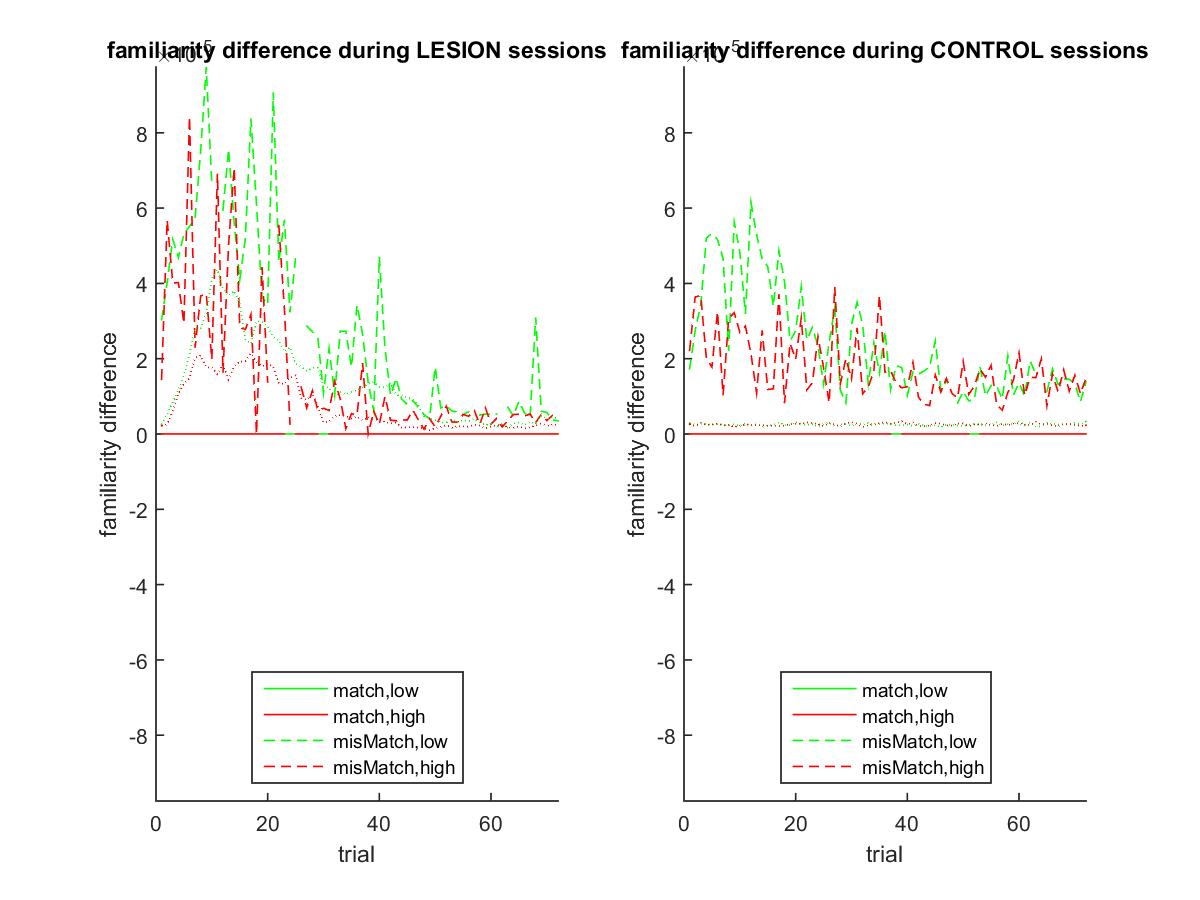 familiarity difference during LESION sessions
familiarity difference during CONTROL sessions
8
6
4
2
0
-2
-4
-6
-8
familiarity difference
match,low
match,high
misMatch,low
misMatch,high
0
20
40
60
trial
8
6
4
2
0
-2
-4
-6
-8
familiarity difference
match,low
match,high
misMatch,low
misMatch,high
0
20
40
60
trial